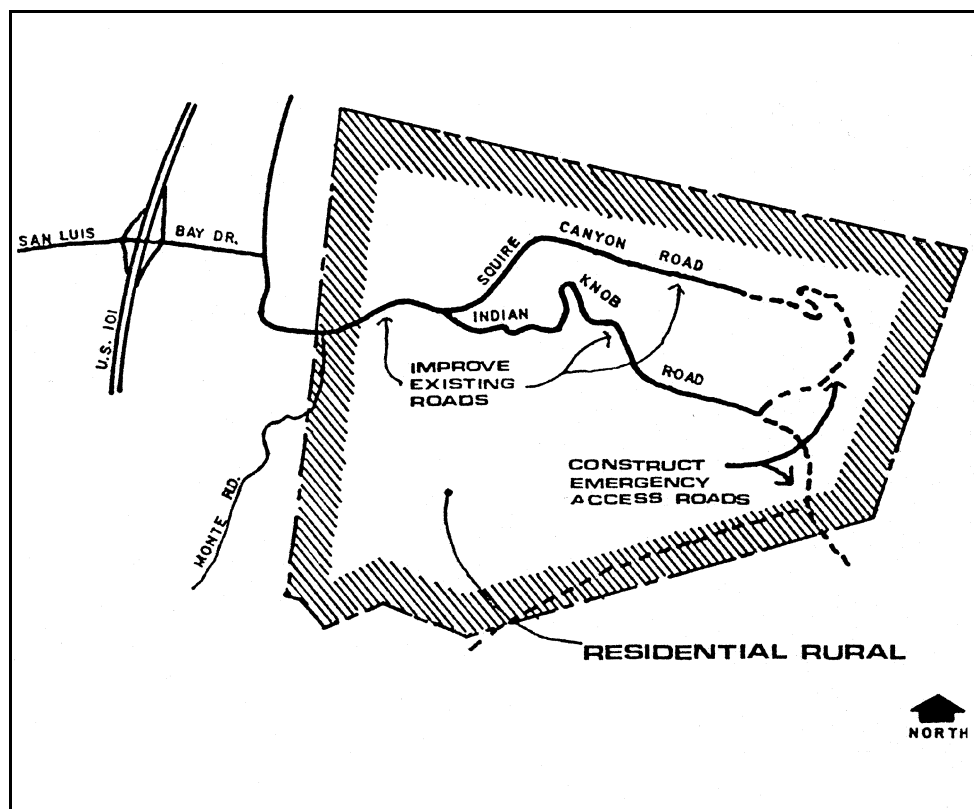 SAN LUIS
BAY DR.
U.S. 101
SQUIRE
CANYON
ROAD
INDIAN
KNOB
ROAD
IMPROVE
EXISTING
ROADS
CONSTRUCT
EMERGENCY
ACCESS ROADS
MONTE RD.
RESIDENTIAL RURAL
NORTH